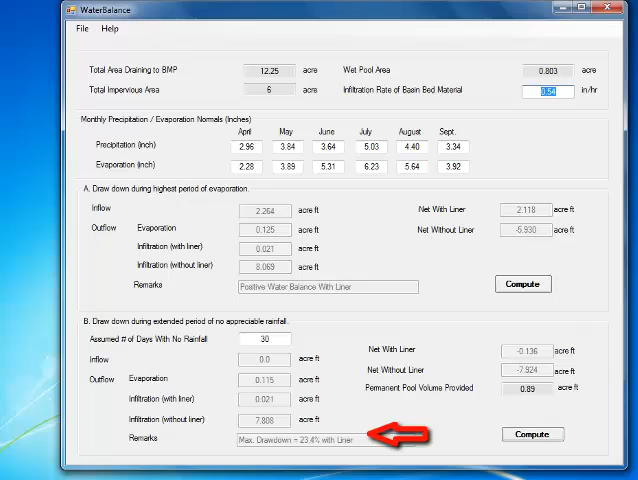 WaterBalance
File Help
Total Area Draining to BMP 12.25 acre Wet Pool Area 0.803 acre
Total Impervious Area 6 acre Infiltration Rate of Basin Bed Material 0.54 in/hr
Monthly Precipitation / Evaporation Normals (Inches)
April May June July August Sept.
Precipitation (inch) 2.96 3.84 3.64 5.03 4.40 3.34
Evaporation (inch) 2.28 3.89 5.31 6.23 5.64 3.92
A. Draw down during highest period of evaporation.
Inflow 2.264 acre ft Net With Liner 2.118 acre ft
Outflow Evaporation 0.125 acre ft Net Without Liner -5.930 acre ft
Infiltration (with liner) 0.021 acre ft
Infiltration (without liner) 8.069 acre ft
Remarks Postive Water Balance With Liner Compute
B. Draw down during extended period of no appreciable rainfall.
Assumed # of Days With No Rainfall 30
Inflow 0.0 acre ft Net With Liner -0.136 acre ft
Outflow Evaporation 0.115 acre ft Net Without Liner -7.924 acre ft
Permanent Pool Volume Provided 0.89 acre ft
Infiltration (with liner) 0.021 acre ft
Infiltration (without liner) 7.808 acre ft
Remarks Max. Drawdown = 23.4% with Liner Compute